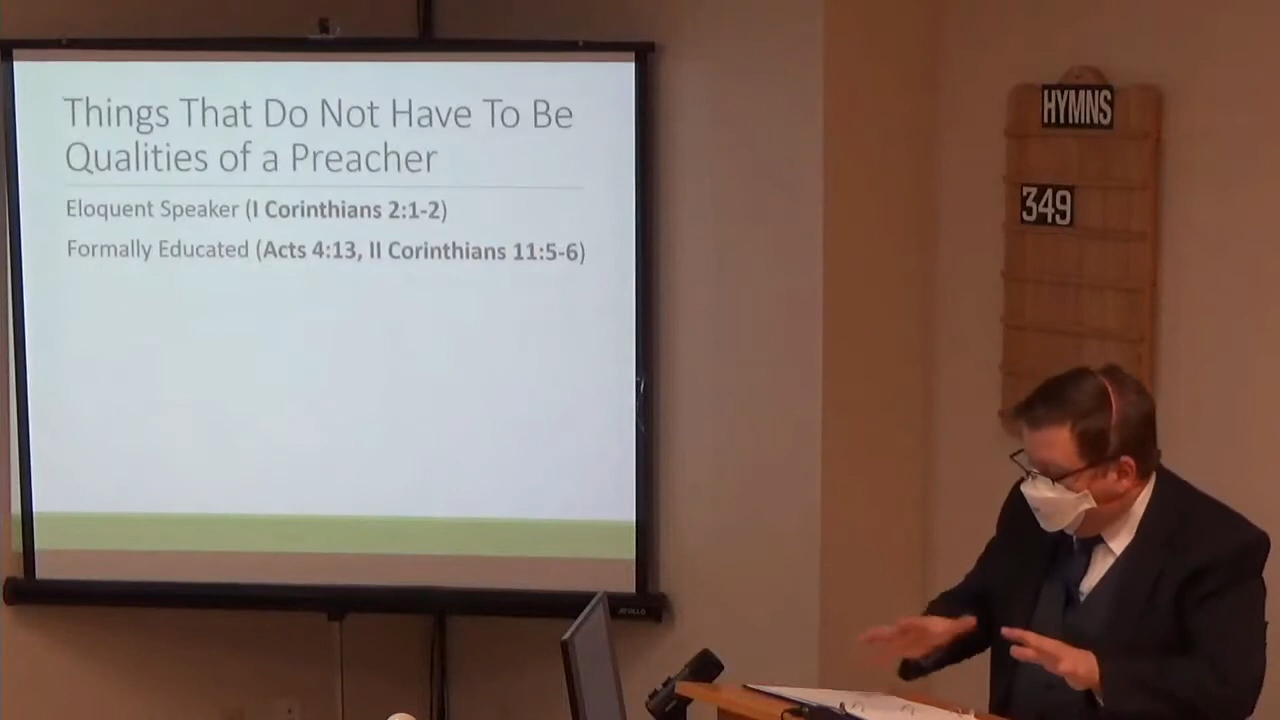 Things That Do Not Have To Be
Qualities of a Preacher
Eloquent Speaker (I Corinthians 2:1-2)
Formally Educated (Acts 4:13, II Corinthians 11:5-6)
HYMNS
349
APOLLO